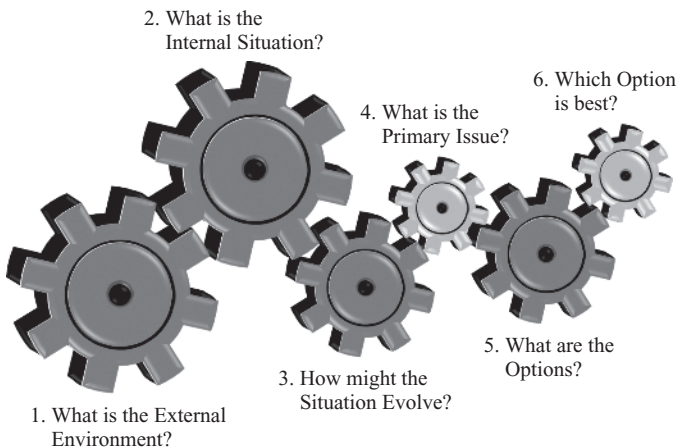 1. What is the External
Environment?
2. What is the
Internal Situation?
3. How might the
Situation Evolve?
4. What is the
Primary Issue?
5. What are the
Options?
6. Which Option
is best?